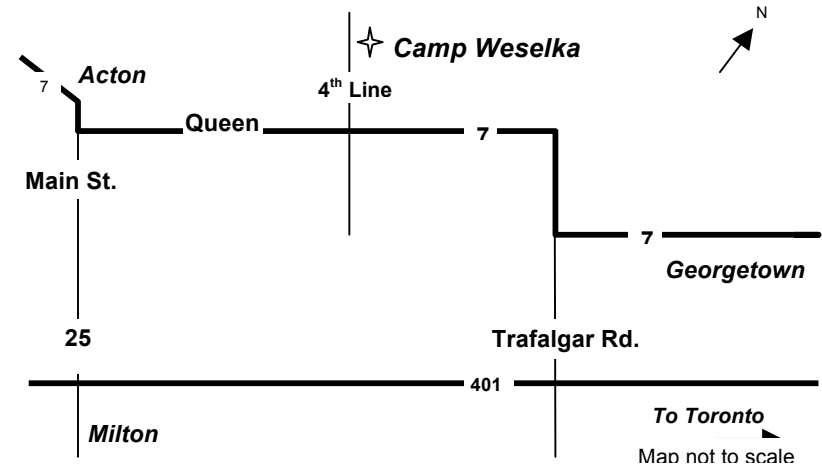 N
Camp Weselka
Acton
7
4th Line
Queen
7
Main St.
7
Georgetown
25
Trafalgar Rd.
401
To Toronto
Milton
Map not to scale